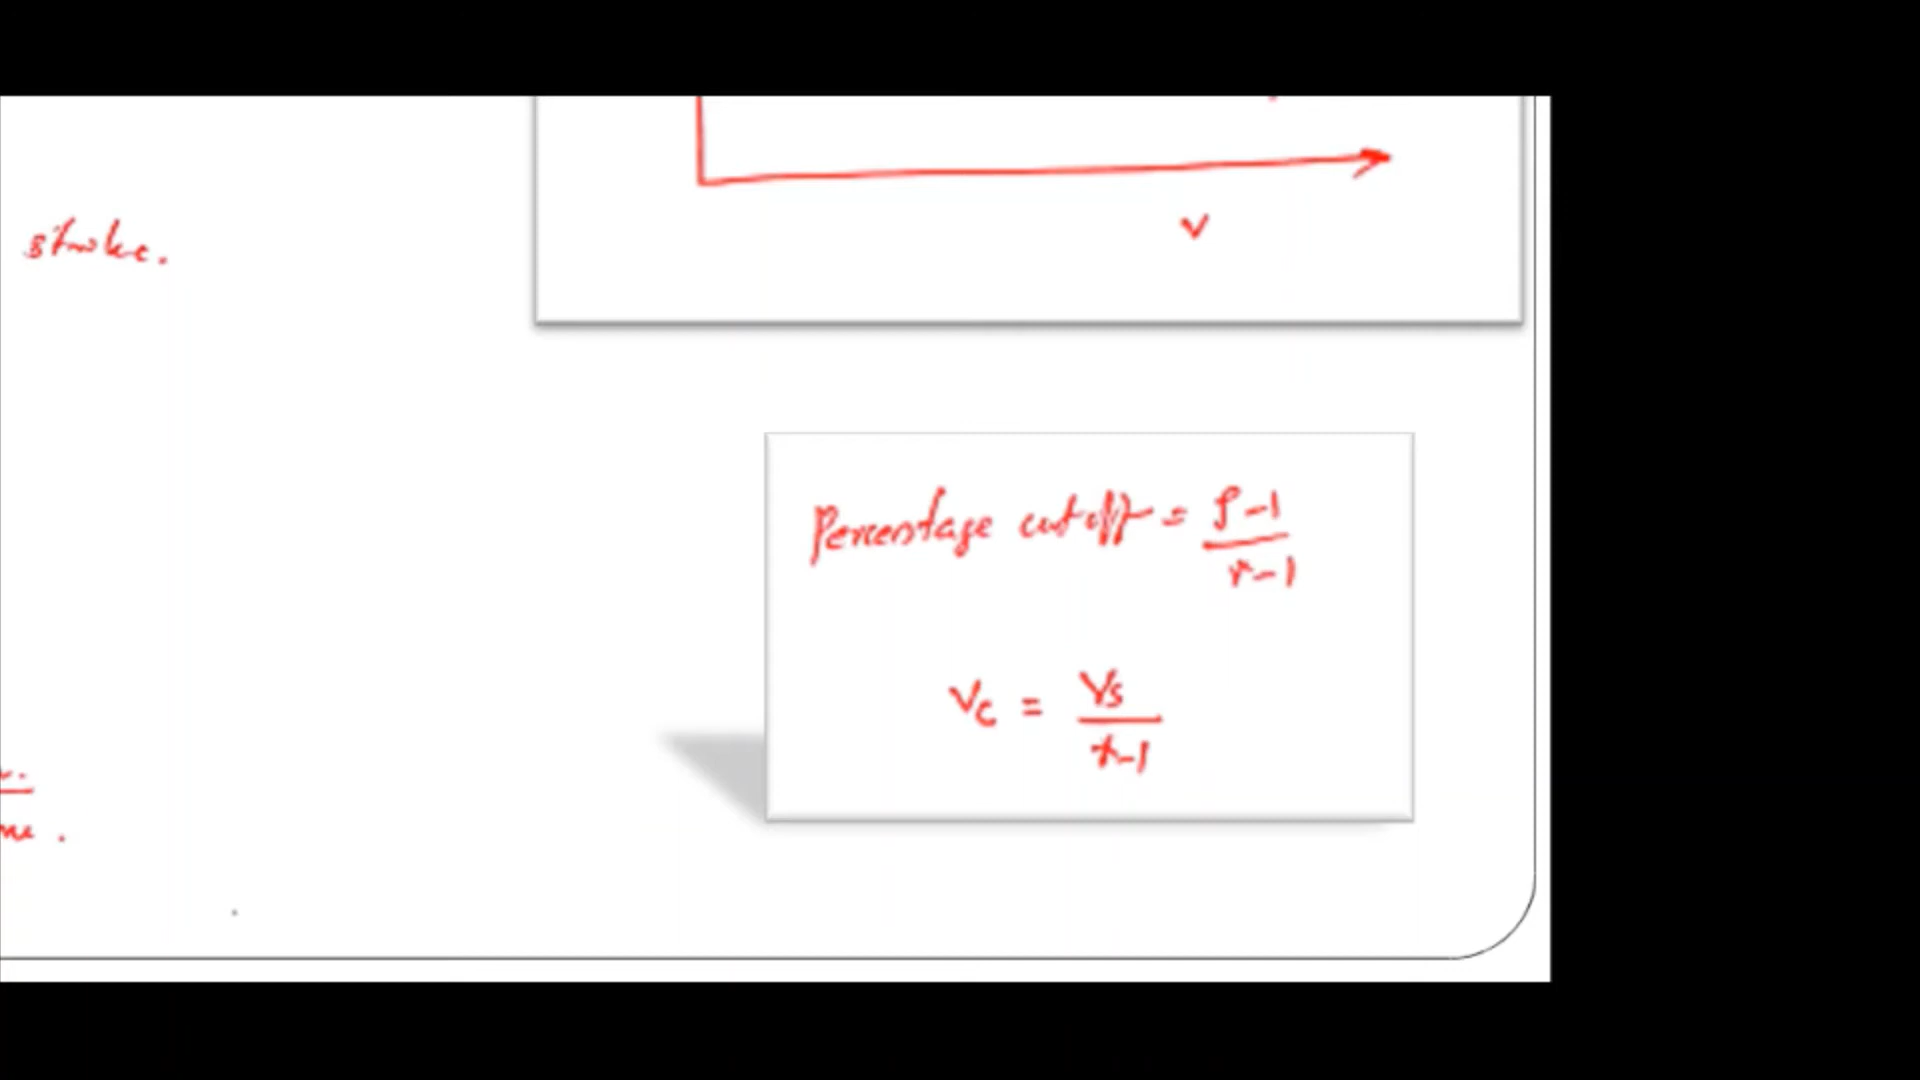 v
stroke.
Percentage cutoff = ρ-1
r-1
Vc = Vs
r-1